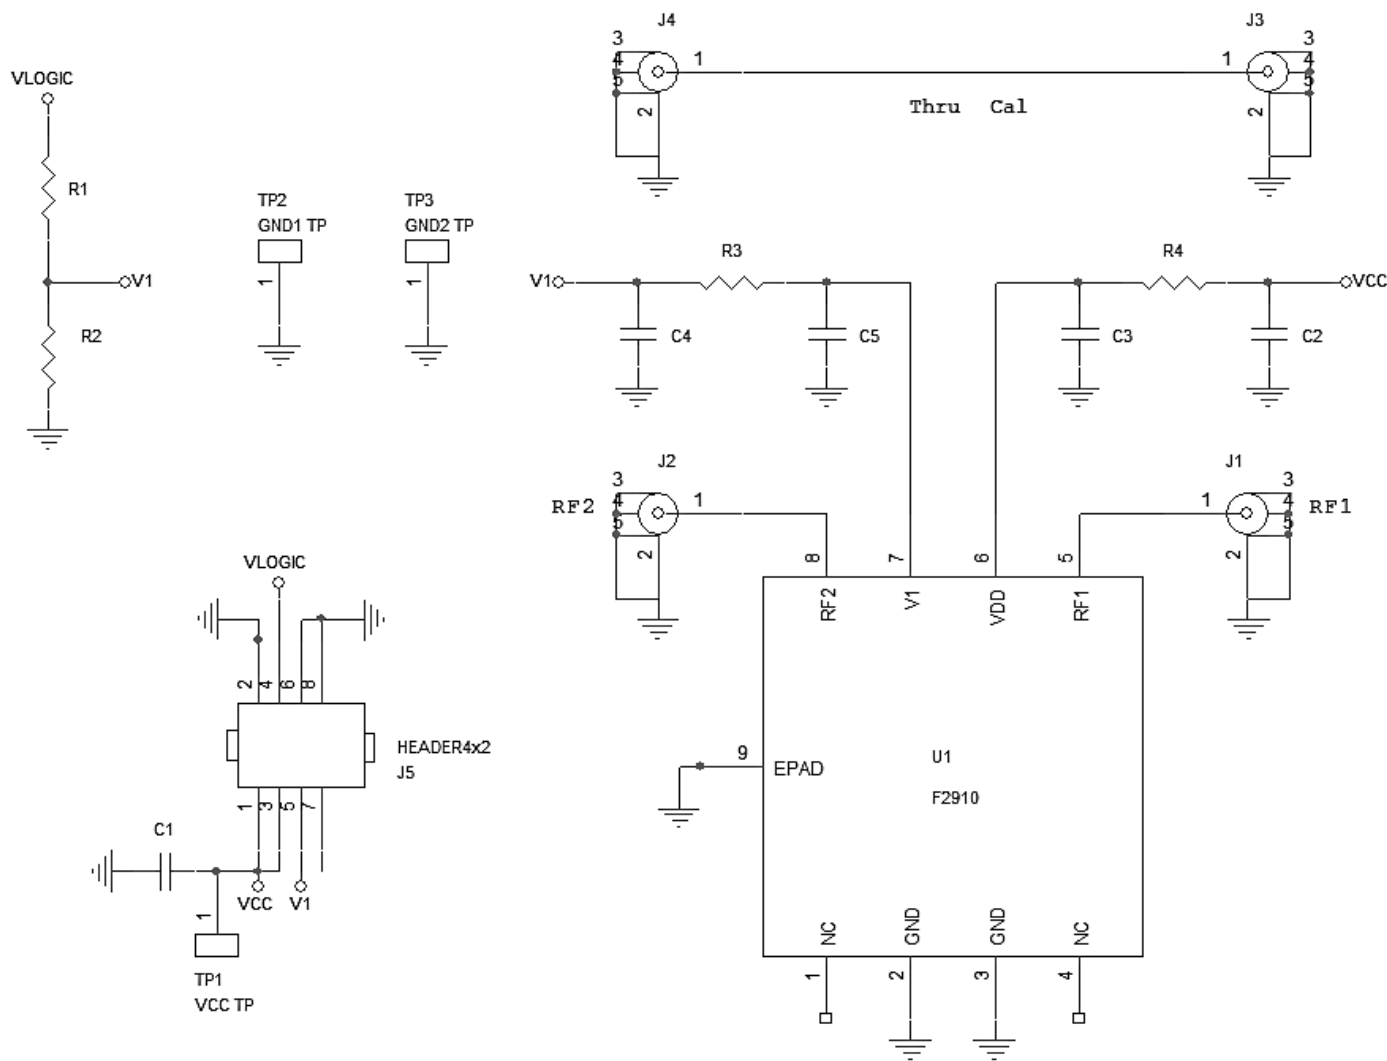 J4
J3
3
4
5
1
2
1
3
4
5
2
Thru Cal
VLOGIC
R1
V1
R2
TP2
GND1 TP
1
TP3
GND2 TP
1
V1
R3
C4
C5
R4
VCC
C3
C2
J2
RF2
3
4
5
1
2
J1
RF1
1
3
4
5
2
8
7
6
5
RF2
V1
VDD
RF1
9
EPAD
U1
F2910
NC
GND
GND
NC
1
2
3
4
VLOGIC
2
4
6
8
HEADER4x2
J5
1
3
5
7
C1
VCC
V1
1
TP1
VCC TP